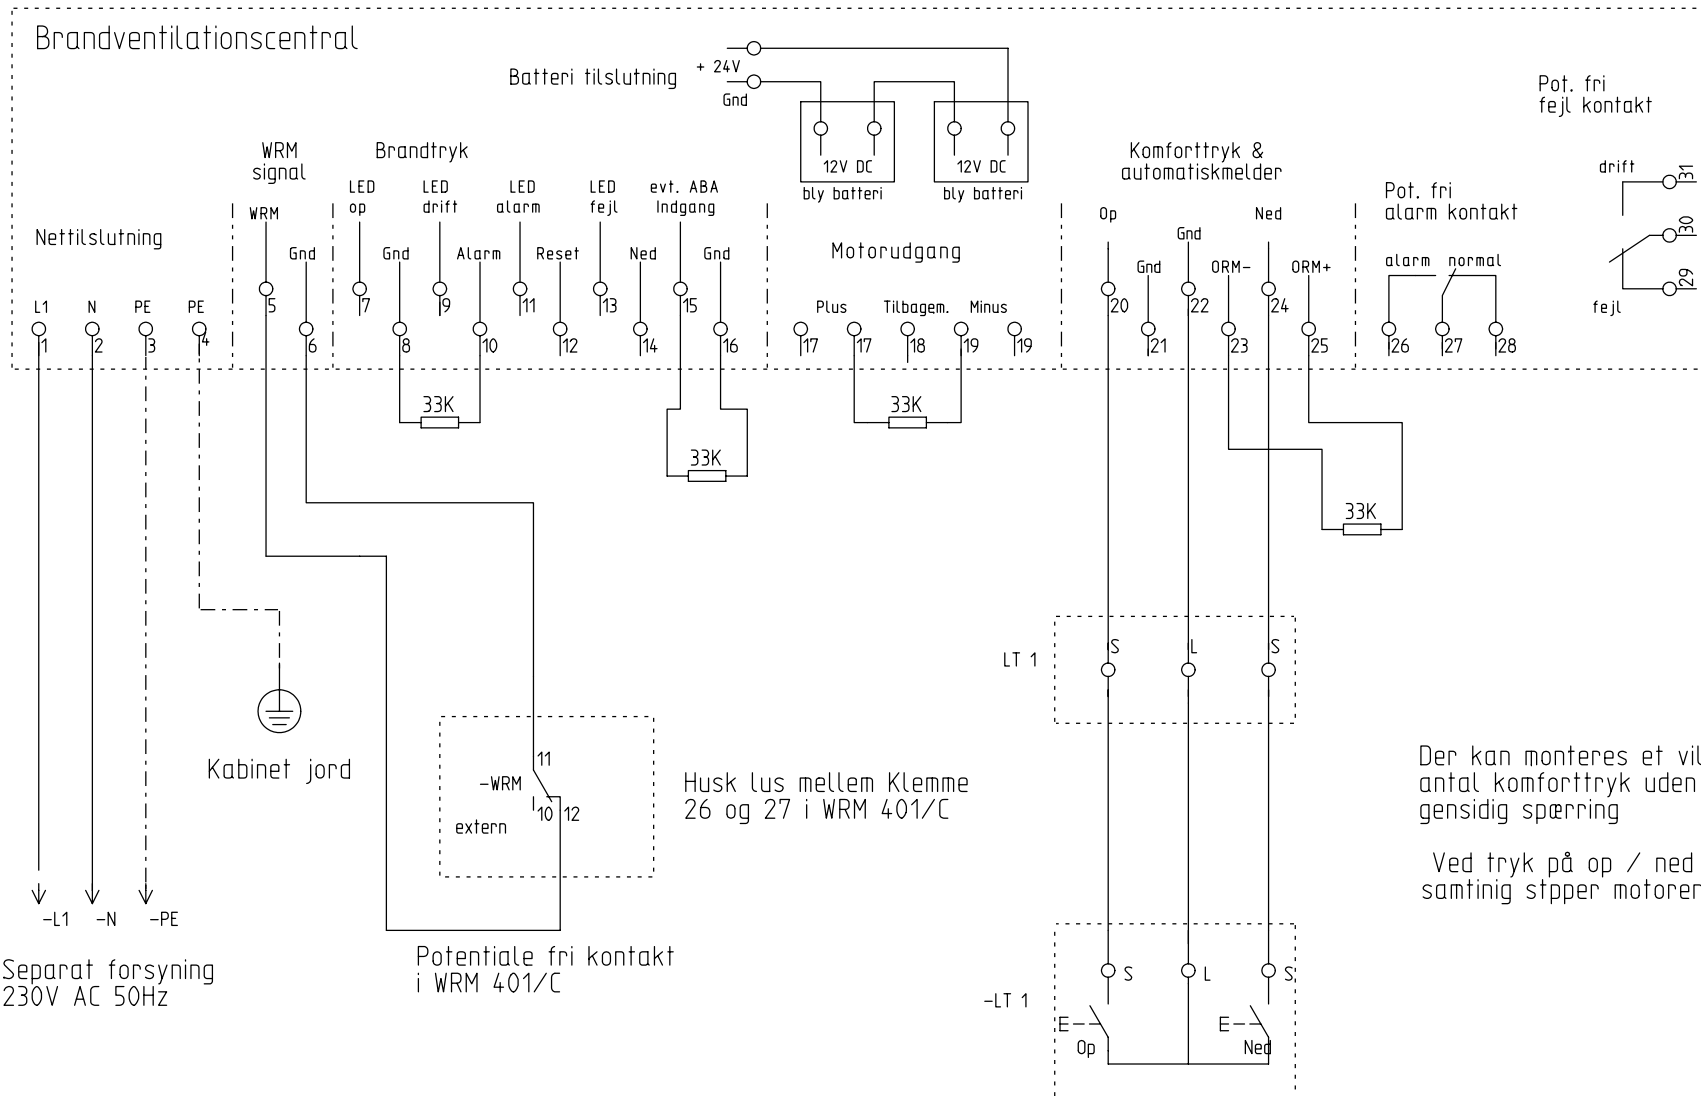 Brandventilationscentral
Batteri tilslutning
+ 24V
Gnd
12V DC
12V DC
bly batteri
bly batteri
Pot. fri
fejl kontakt
drift
31
30
29
fejl
WRM
signal
Brandtryk
Komforttryk &
automatiskmelder
Pot. fri
alarm kontakt
Nettilslutning
WRM
Gnd
LED
op
Gnd
LED
drift
Alarm
LED
alarm
Reset
LED
fejl
Ned
evt. ABA
Indgang
Gnd
Motorudgang
Op
Gnd
Gnd
ORM-
Ned
ORM+
alarm normal
L1 N PE PE
Plus Tilbagem. Minus
5 7 9 11 13 15 20 22 24
1 2 3 4 6 8 10 12 14 16 17 17 18 19 19 21 23 25 26 27 28
33K
33K
33K
33K
LT 1
S L S
Kabinet jord
11
-WRM
10 12
extern
Husk lus mellem Klemme
26 og 27 i WRM 401/C
Der kan monteres et vil
antal komforttryk uden
gensidig spærring
Ved tryk på op / ned
samtinig stpper motorer
-L1 -N -PE
Separat forsyning
230V AC 50Hz
Potentiale fri kontakt
i WRM 401/C
-LT 1
S L S
E E
Op Ned